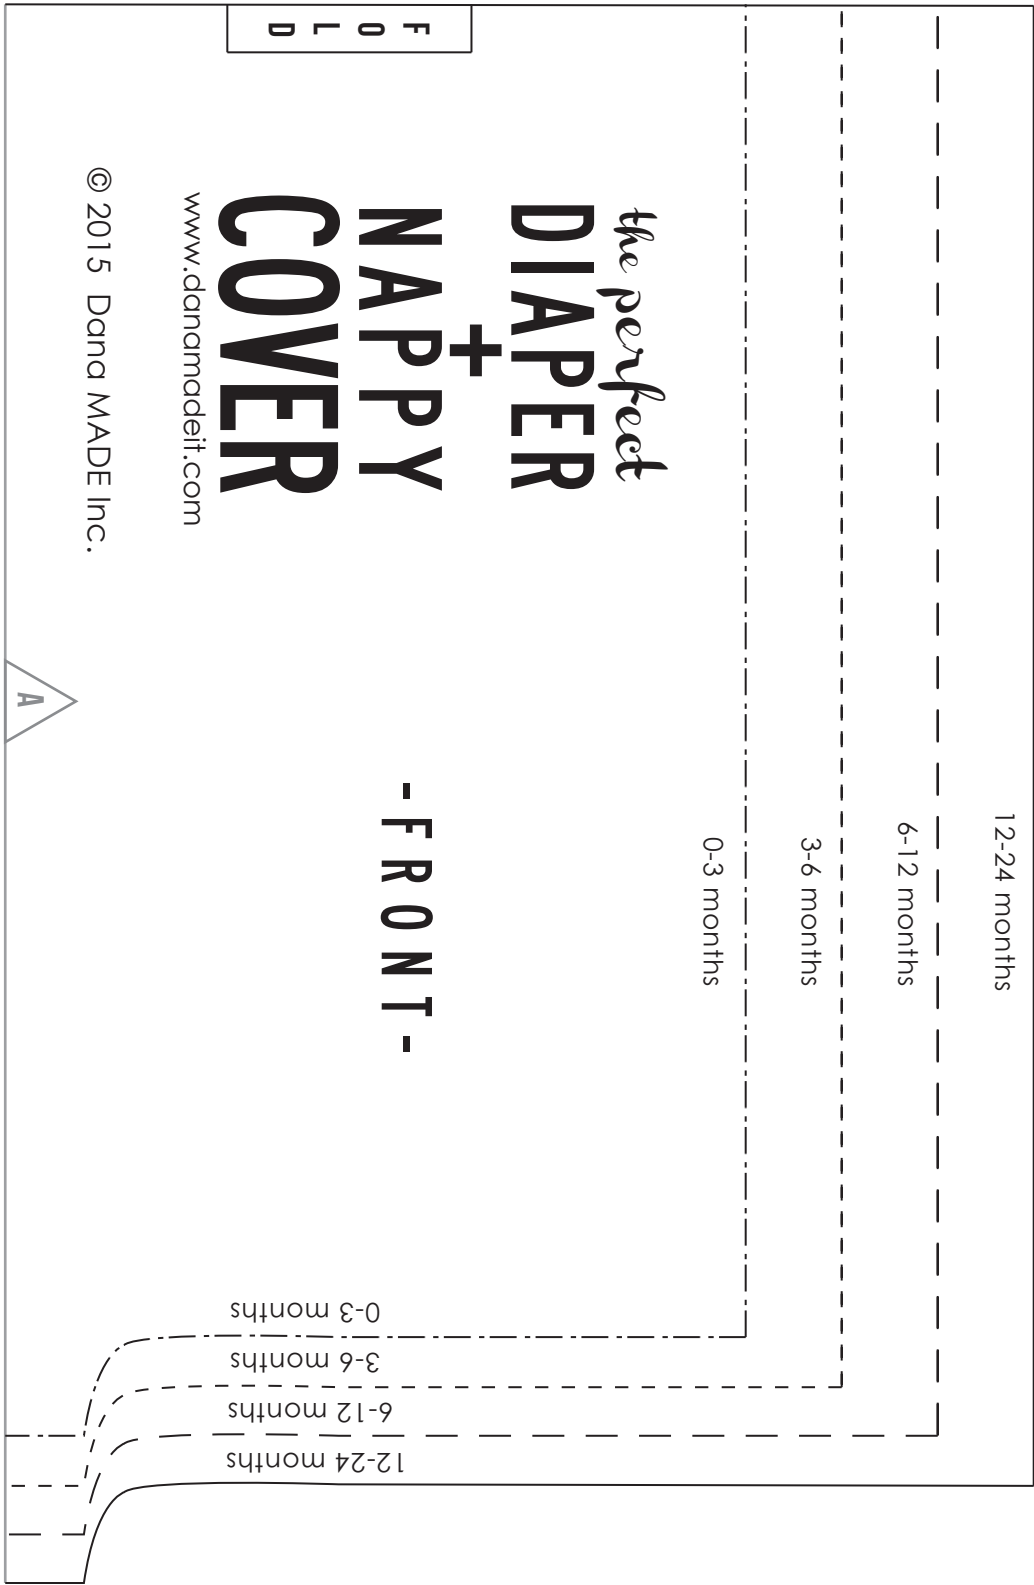 FOLD
the perfect
DIAPER
+
NAPPY
COVER
www.danamadeit.com
© 2015 Dana MADE Inc.
A
-FRONT-
12-24 months
6-12 months
3-6 months
0-3 months
0-3 months
3-6 months
6-12 months
12-24 months